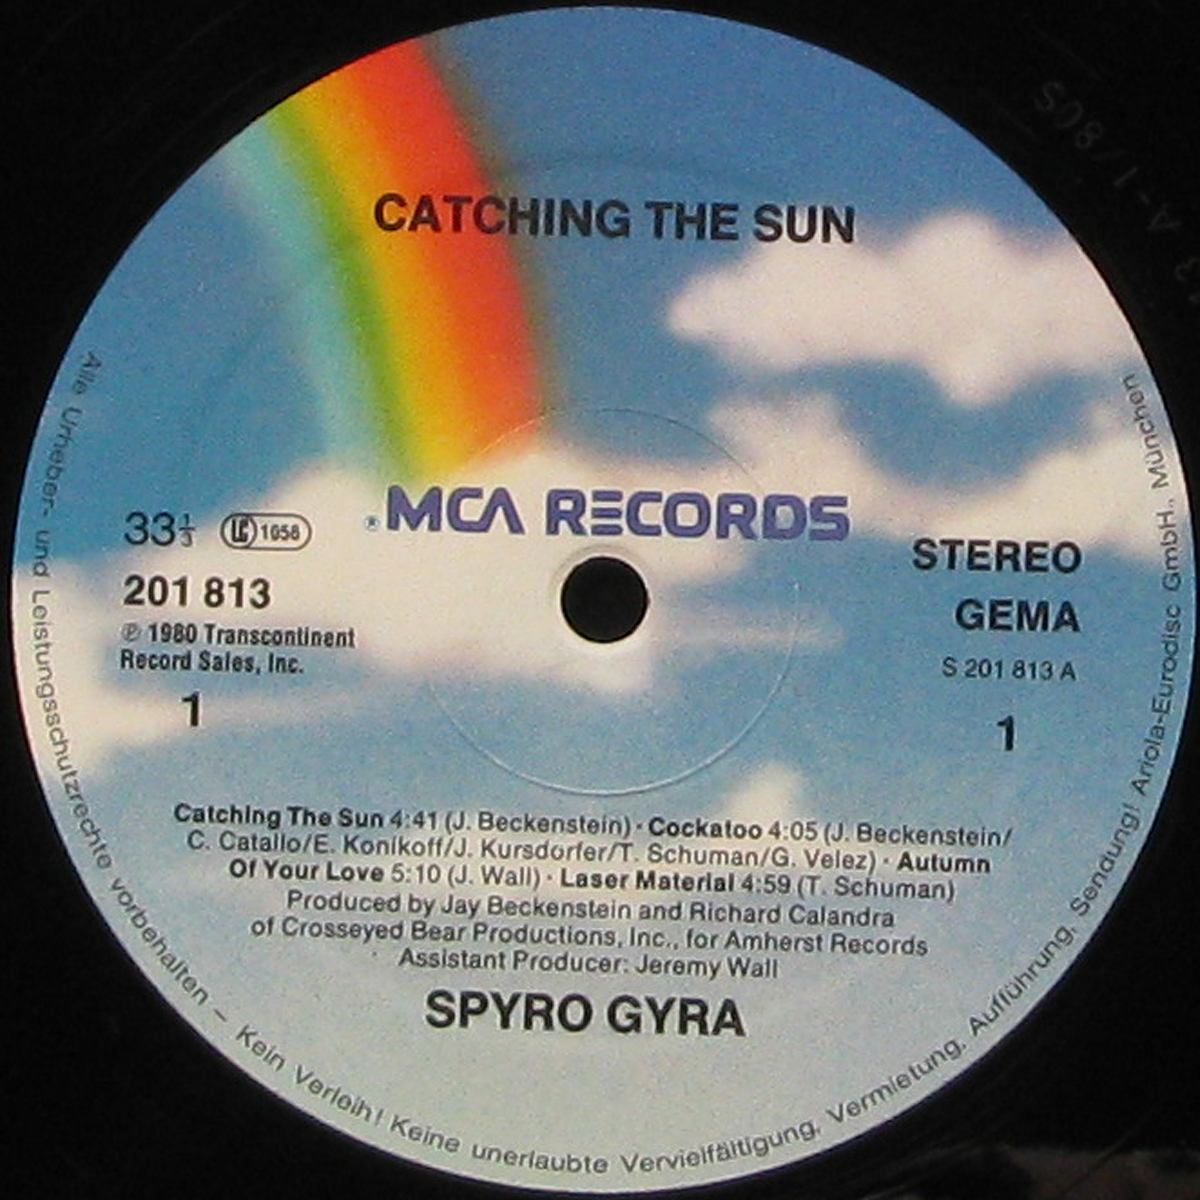 CATCHING THE SUN
® MCA RECORDS
33⅓ LC 1056
201 813
℗ 1980 Transcontinent
Record Sales, Inc.
1
STEREO
GEMA
S 201 813 A
1
Catching The Sun 4:41 (J. Beckenstein) · Cockatoo 4:05 (J. Beckenstein/
C. Catallo/E. Konikoff/J. Kursdorfer/T. Schuman/G. Velez) · Autumn
Of Your Love 5:10 (J. Wall) · Laser Material 4:59 (T. Schuman)
Produced by Jay Beckenstein and Richard Calandra
of Crosseyed Bear Productions, Inc., for Amherst Records
Assistant Producer: Jeremy Wall
SPYRO GYRA
Alle Urheber- und Leistungsschutzrechte vorbehalten – Kein Verleih! Keine unerlaubte Vervielfältigung, Vermietung, Aufführung, Sendung! Ariola-Eurodisc GmbH., München
A-1/80S